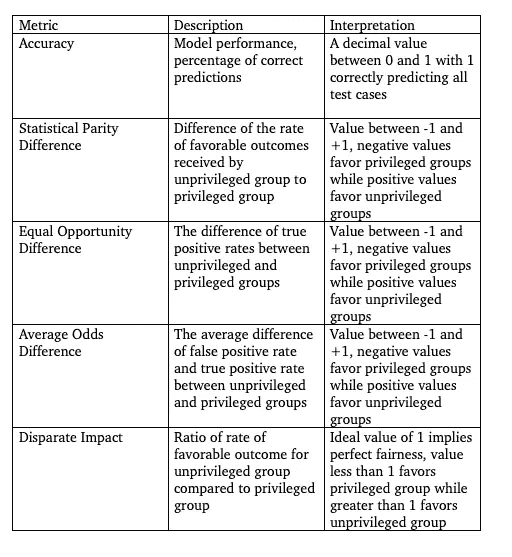 Metric Description Interpretation
Accuracy
Model performance,
percentage of correct
predictions
A decimal value
between 0 and 1 with 1
correctly predicting all
test cases
Statistical Parity
Difference
Difference of the rate
of favorable outcomes
received by
unprivileged group to
privileged group
Value between -1 and
+1, negative values
favor privileged groups
while positive values
favor unprivileged
groups
Equal Opportunity
Difference
The difference of true
positive rates between
unprivileged and
privileged groups
Value between -1 and
+1, negative values
favor privileged groups
while positive values
favor unprivileged
groups
Average Odds
Difference
The average difference
of false positive rate
and true positive rate
between unprivileged
and privileged groups
Value between -1 and
+1, negative values
favor privileged groups
while positive values
favor unprivileged
groups
Disparate Impact
Ratio of rate of
favorable outcome for
unprivileged group
compared to privileged
group
Ideal value of 1 implies
perfect fairness, value
less than 1 favors
privileged group while
greater than 1 favors
unprivileged group